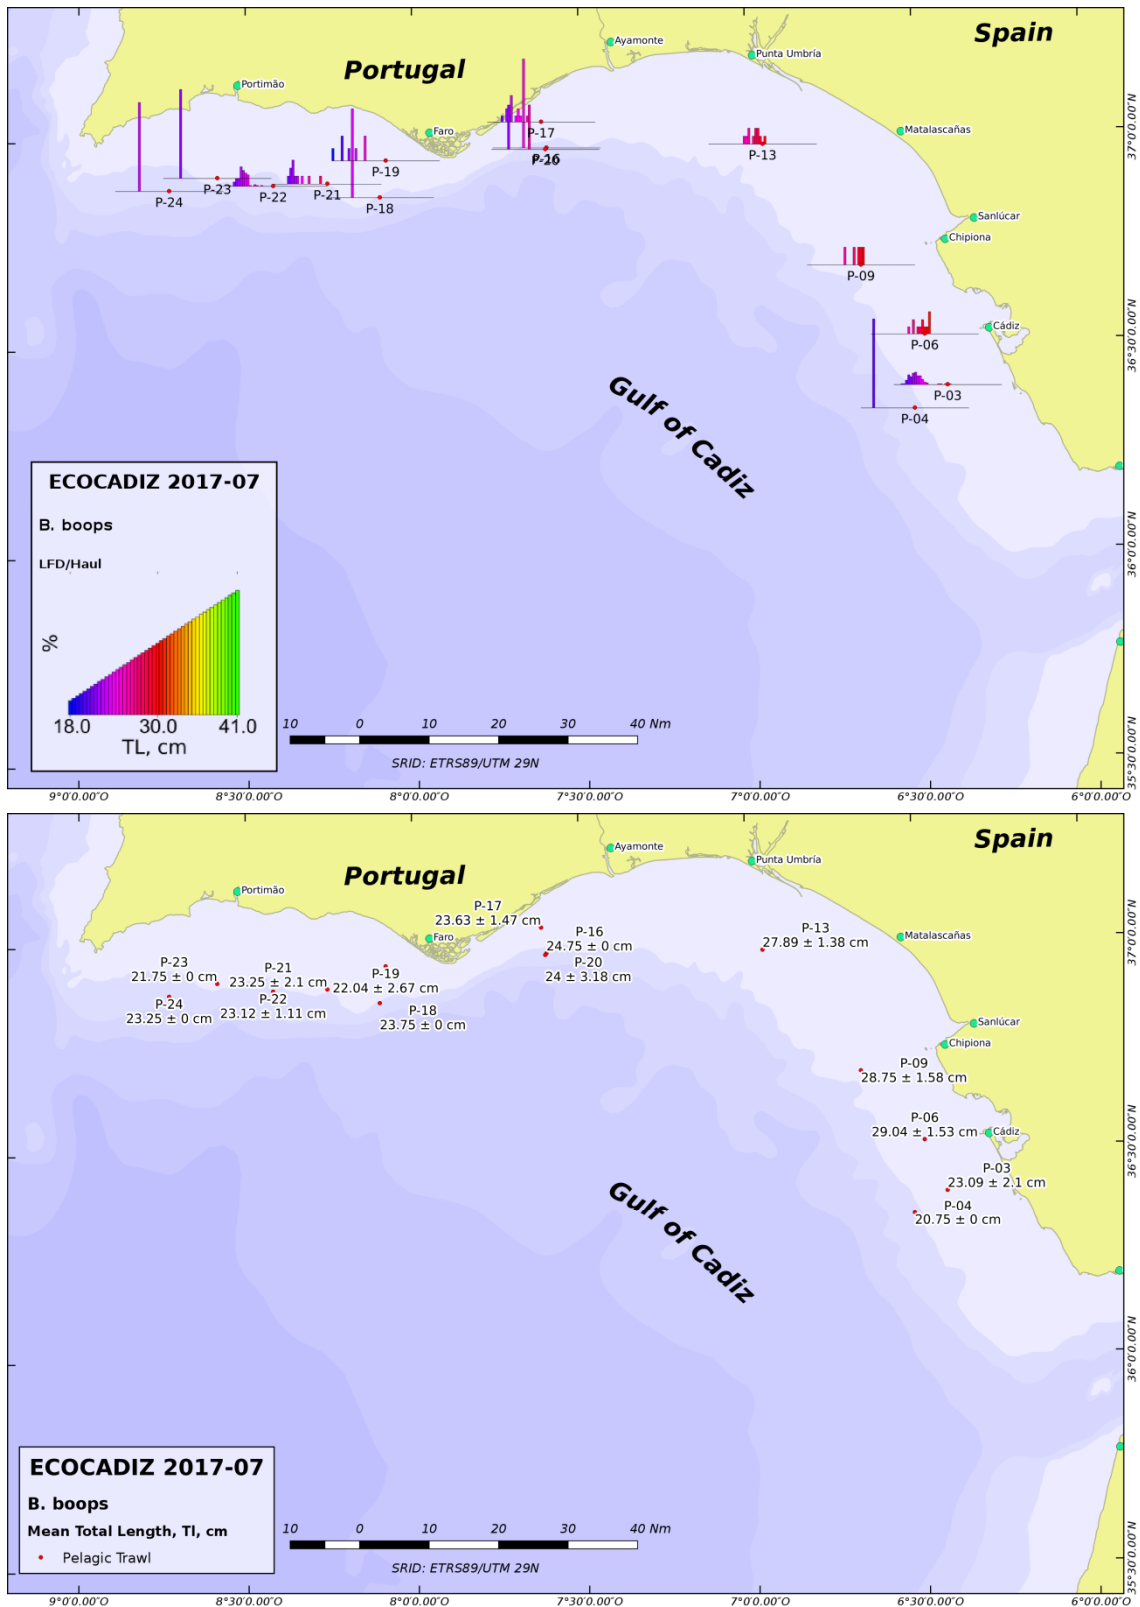 Spain
Ayamonte
Punta Umbría
Portugal
Portimão
Faro
Matalascañas
P-17
P-16
P-13
P-19
P-23
P-22
P-21
P-24
P-18
Sanlúcar
Chipiona
P-09
Cádiz
P-06
P-03
P-04
Gulf of Cadiz
37°0'0.00"N
36°30'0.00"N
36°0'0.00"N
35°30'0.00"N
ECOCADIZ 2017-07
B. boops
LFD/Haul
%
18.0 30.0 41.0
TL, cm
10 0 10 20 30 40 Nm
SRID: ETRS89/UTM 29N
9°0'0.00"O 8°30'0.00"O 8°0'0.00"O 7°30'0.00"O 7°0'0.00"O 6°30'0.00"O 6°0'0.00"O
Spain
Ayamonte
Punta Umbría
Portugal
Portimão
Faro
Matalascañas
P-17
23.63 ± 1.47 cm
P-16
24.75 ± 0 cm
P-20
24 ± 3.18 cm
P-13
27.89 ± 1.38 cm
P-23
21.75 ± 0 cm
P-21
23.25 ± 2.1 cm
P-19
22.04 ± 2.67 cm
P-24
23.25 ± 0 cm
P-22
23.12 ± 1.11 cm
P-18
23.75 ± 0 cm
Sanlúcar
Chipiona
P-09
28.75 ± 1.58 cm
P-06
29.04 ± 1.53 cm
Cádiz
P-03
23.09 ± 2.1 cm
P-04
20.75 ± 0 cm
Gulf of Cadiz
37°0'0.00"N
36°30'0.00"N
36°0'0.00"N
35°30'0.00"N
ECOCADIZ 2017-07
B. boops
Mean Total Length, Tl, cm
Pelagic Trawl
10 0 10 20 30 40 Nm
SRID: ETRS89/UTM 29N
9°0'0.00"O 8°30'0.00"O 8°0'0.00"O 7°30'0.00"O 7°0'0.00"O 6°30'0.00"O 6°0'0.00"O